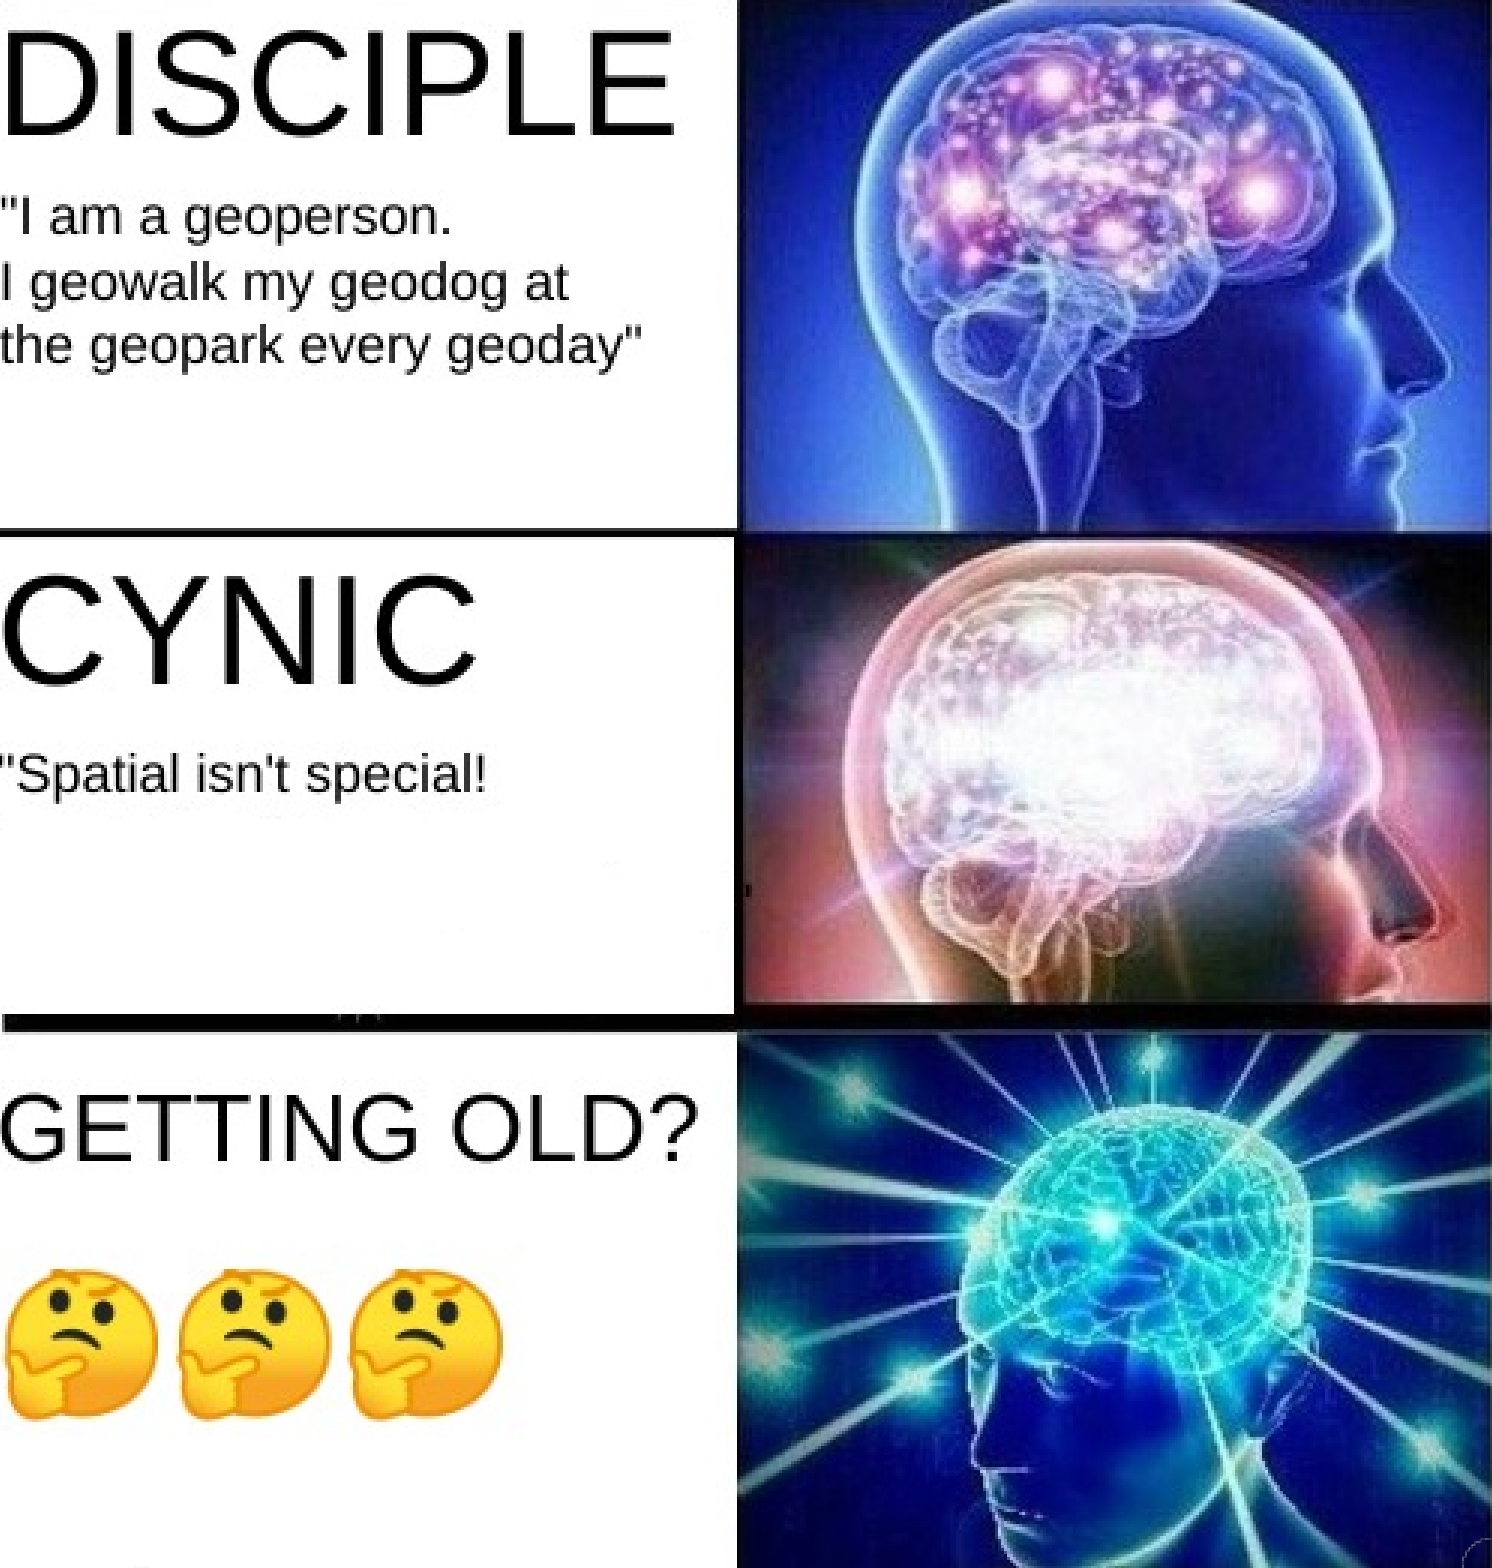 DISCIPLE
"I am a geoperson.
I geowalk my geodog at
the geopark every geoday"
CYNIC
"Spatial isn't special!
GETTING OLD?